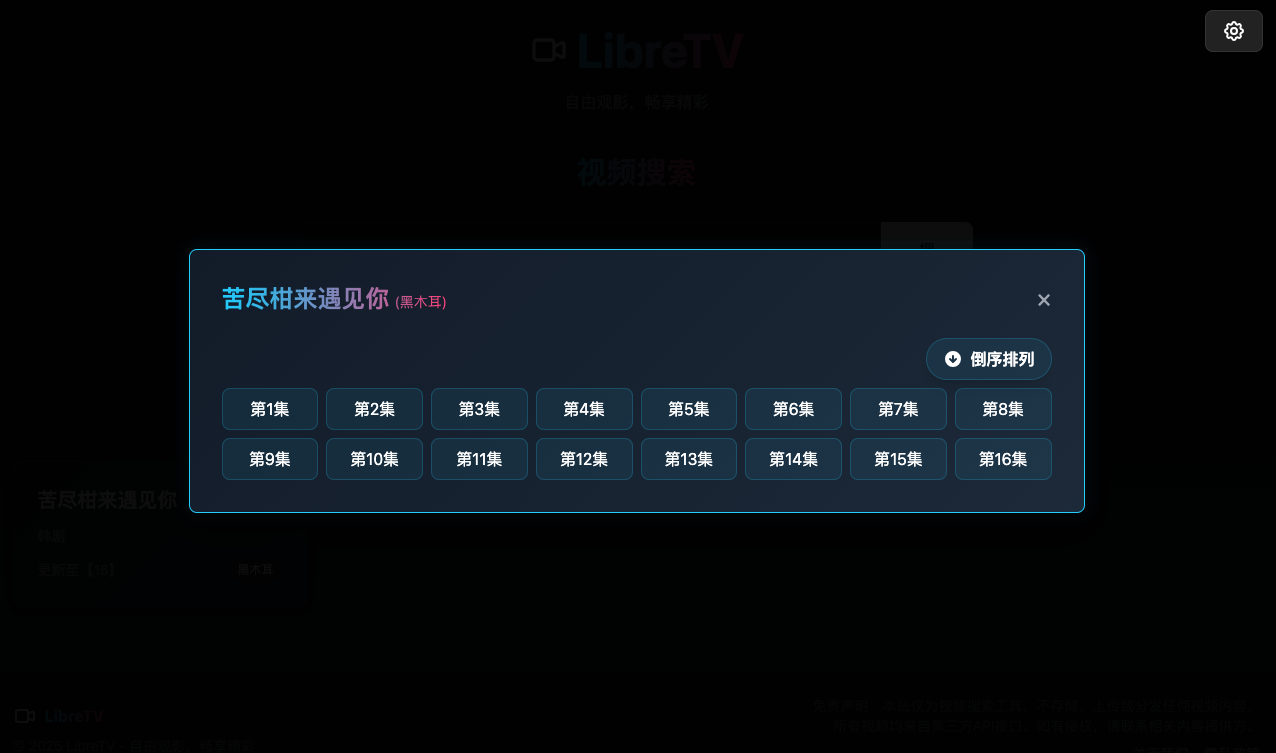 LibreTV
自由观影，畅享精彩
视频搜索
苦尽柑来遇见你 (黑木耳)
×
倒序排列
第1集 第2集 第3集 第4集 第5集 第6集 第7集 第8集
第9集 第10集 第11集 第12集 第13集 第14集 第15集 第16集
苦尽柑来遇见你
韩剧
更新至【16】 黑木耳
LibreTV